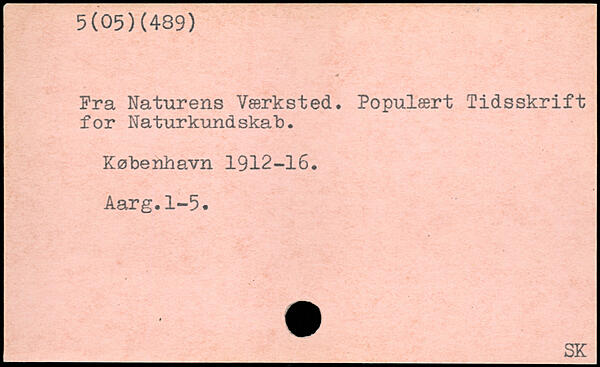 5(05)(489)
Fra Naturens Værksted. Populært Tidsskrift
for Naturkundskab.
København 1912-16.
Aarg.1-5.
SK